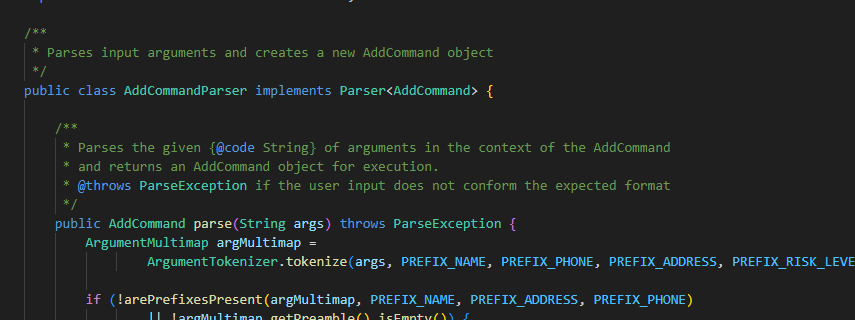 /**
 * Parses input arguments and creates a new AddCommand object
 */
public class AddCommandParser implements Parser<AddCommand> {
/**
 * Parses the given {@code String} of arguments in the context of the AddCommand
 * and returns an AddCommand object for execution.
 * @throws ParseException if the user input does not conform the expected format
 */
public AddCommand parse(String args) throws ParseException {
ArgumentMultimap argMultimap =
ArgumentTokenizer.tokenize(args, PREFIX_NAME, PREFIX_PHONE, PREFIX_ADDRESS, PREFIX_RISK_LEVE
if (!arePrefixesPresent(argMultimap, PREFIX_NAME, PREFIX_ADDRESS, PREFIX_PHONE)
|| !argMultimap.getPreamble().isEmpty()) {